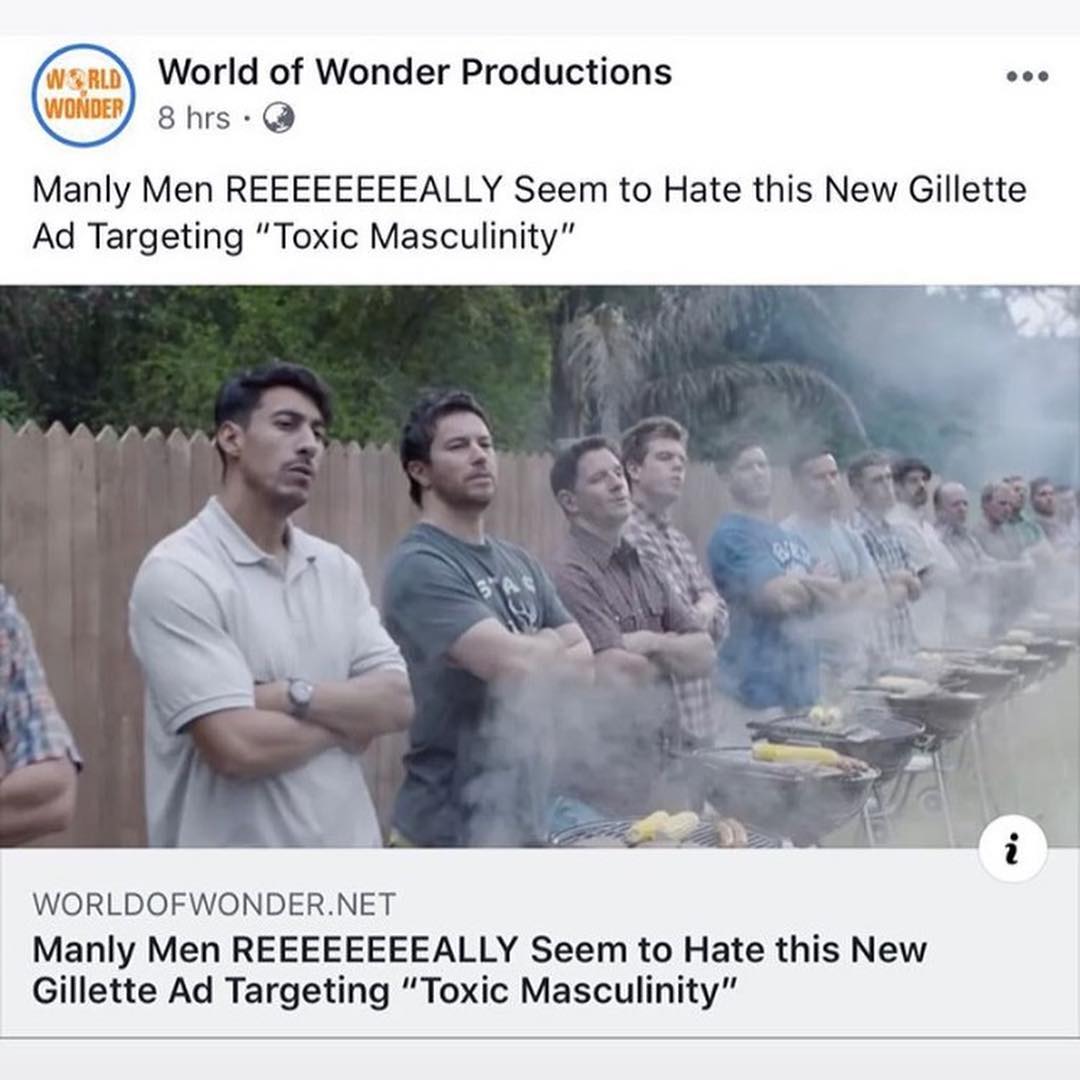 WORLD
WONDER
World of Wonder Productions
8 hrs ·
Manly Men REEEEEEEEALLY Seem to Hate this New Gillette
Ad Targeting "Toxic Masculinity"
WORLDOFWONDER.NET
Manly Men REEEEEEEEALLY Seem to Hate this New
Gillette Ad Targeting "Toxic Masculinity"